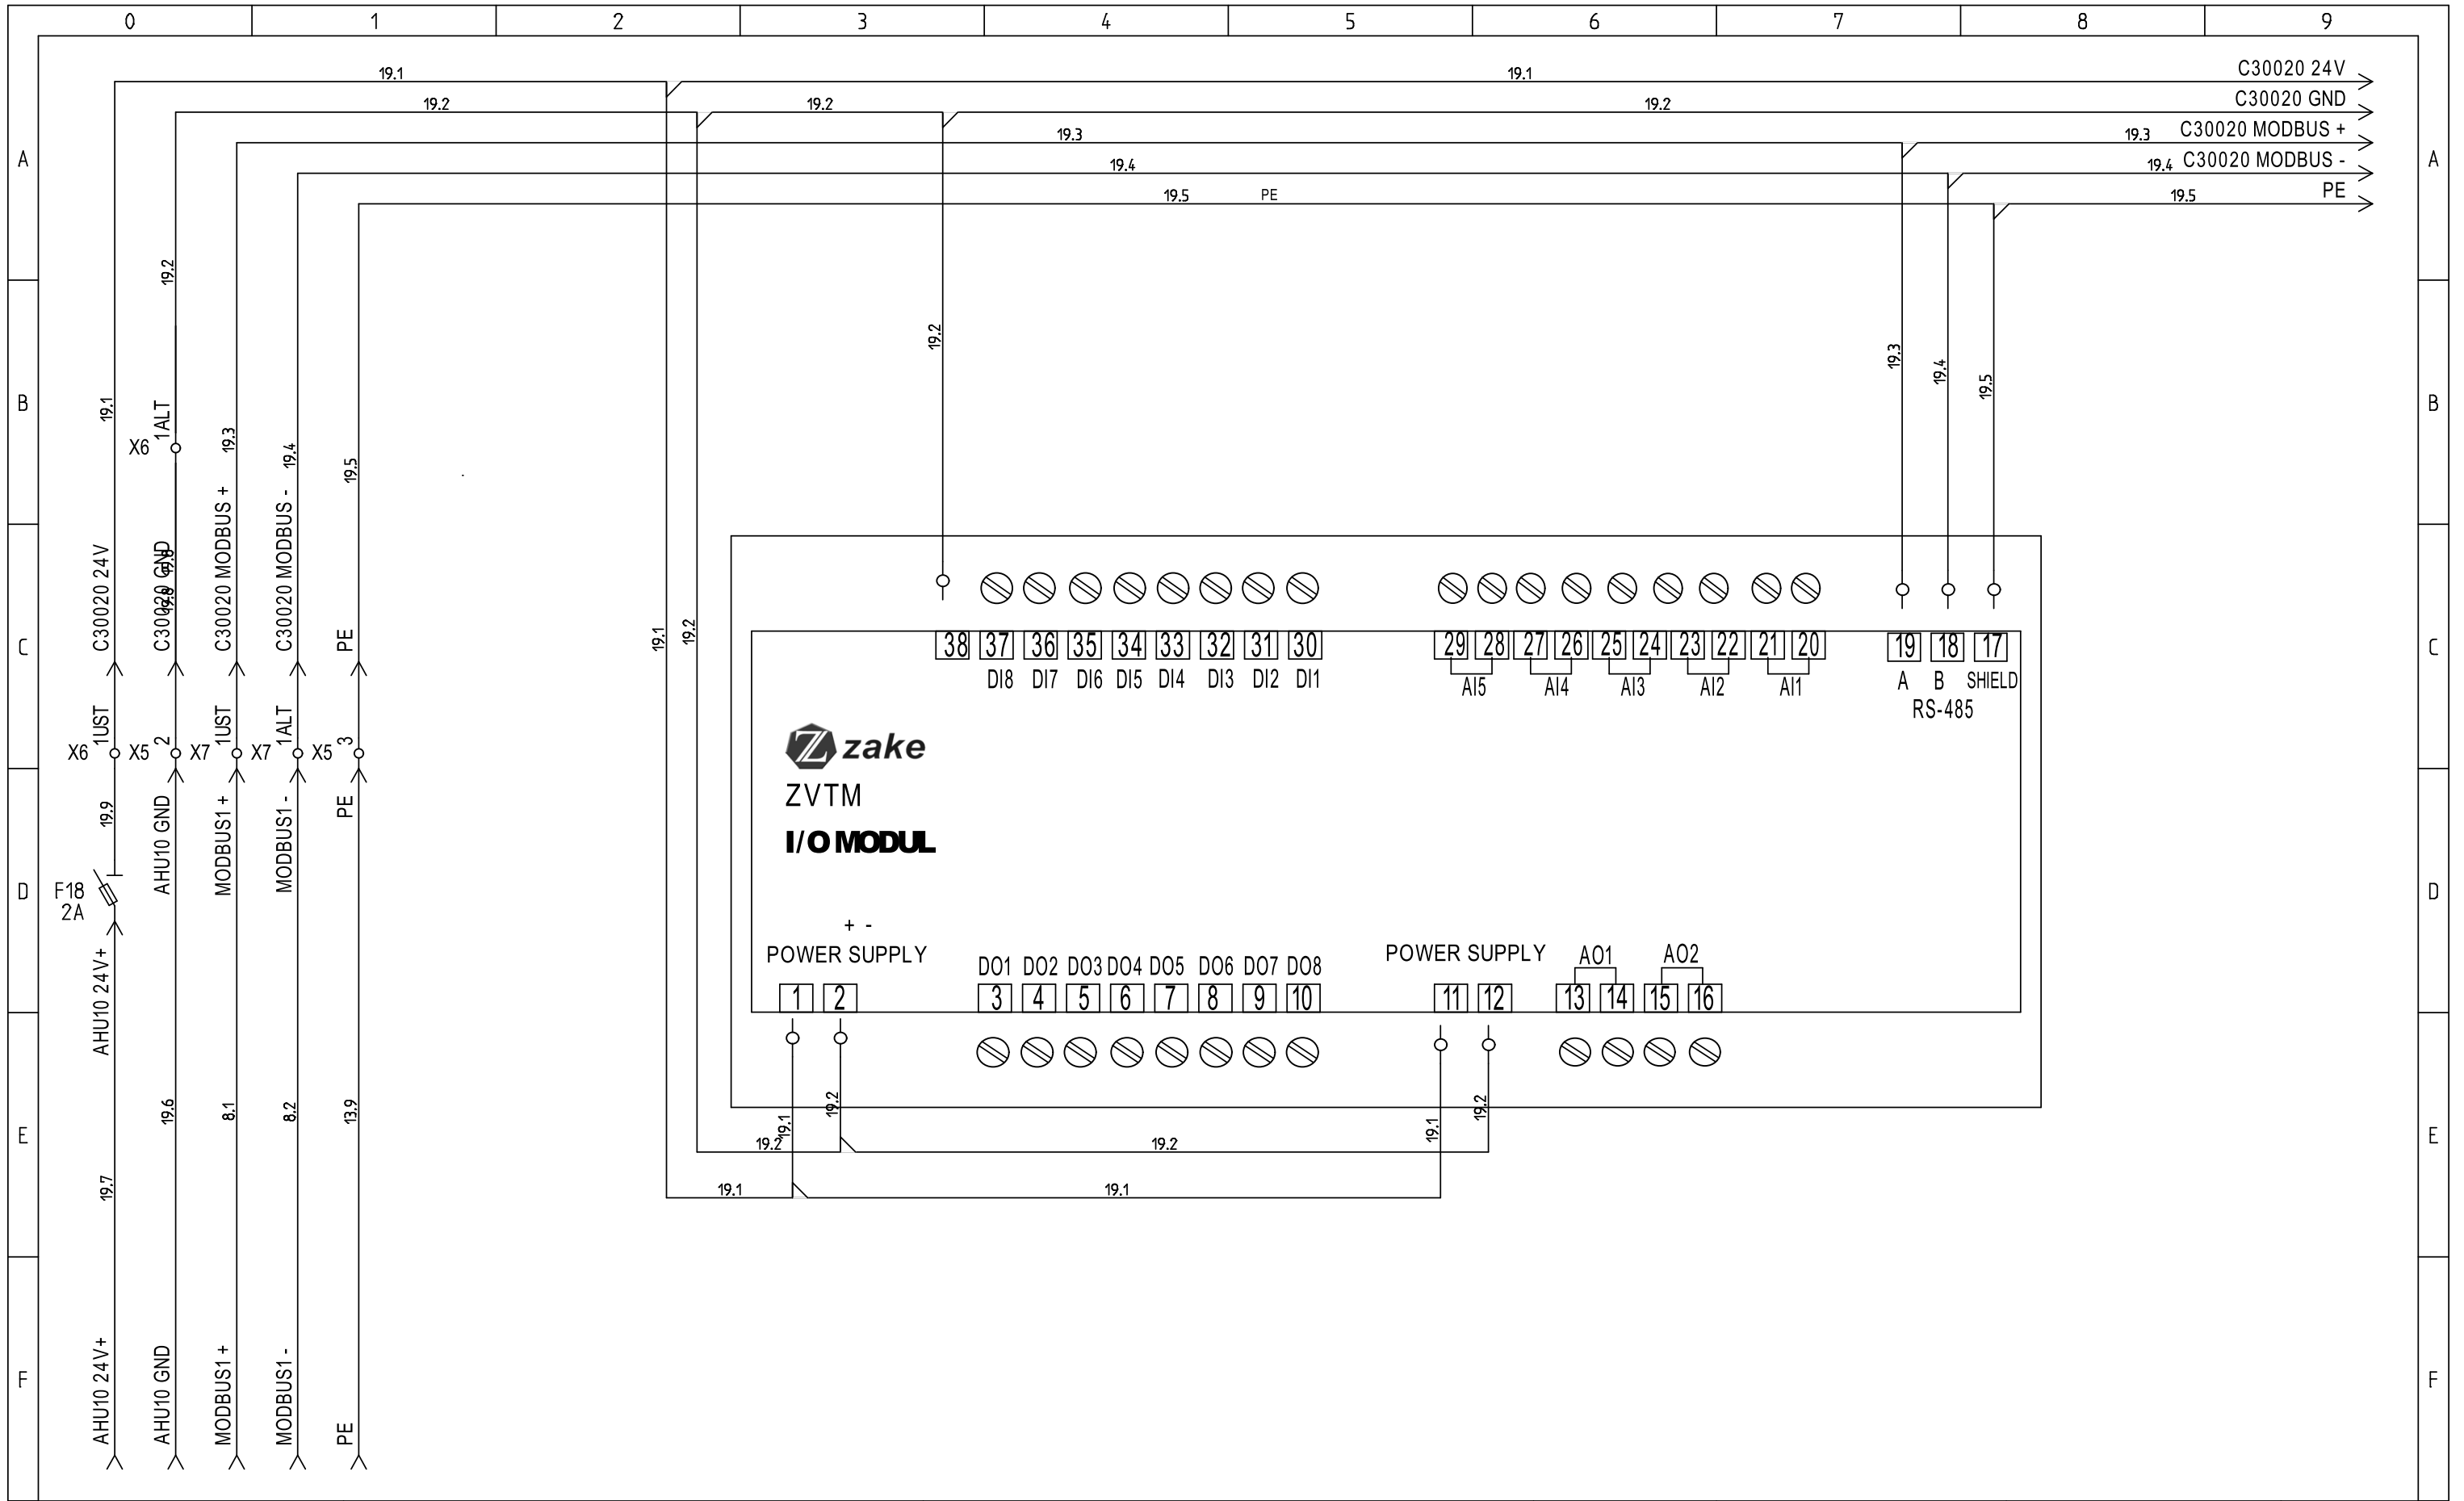 0 1 2 3 4 5 6 7 8 9
19.1 19.1 C30020 24V
19.2 19.2 19.2 C30020 GND
19.3 19.3 C30020 MODBUS +
A 19.4 19.4 C30020 MODBUS - A
19.5 PE 19.5 PE
19.2
19.2 19.3 19.4 19.5
B 19.1 1ALT B
X6 19.3 19.4 19.5
C30020 24V C30020 GND C30020 MODBUS + C30020 MODBUS - PE
19.8
19.8
19.1 19.2
C 38 37 36 35 34 33 32 31 30 29 28 27 26 25 24 23 22 21 20 19 18 17 C
DI8 DI7 DI6 DI5 DI4 DI3 DI2 DI1 AI5 AI4 AI3 AI2 AI1 A B SHIELD
RS-485
1UST 2 1UST 1ALT 3
X6 X5 X7 X7 X5
zake
ZVTM
I/O MODUL
19.9 AHU10 GND MODBUS1 + MODBUS1 - PE
D F18 D
2A
+ -
POWER SUPPLY POWER SUPPLY AO1 AO2
DO1 DO2 DO3 DO4 DO5 DO6 DO7 DO8
1 2 3 4 5 6 7 8 9 10 11 12 13 14 15 16
AHU10 24V+
19.6 8.1 8.2 13.9
19.1 19.2 19.1 19.2
E 19.2 19.2 E
19.7 19.1 19.1
F F
AHU10 24V+ AHU10 GND MODBUS1 + MODBUS1 - PE